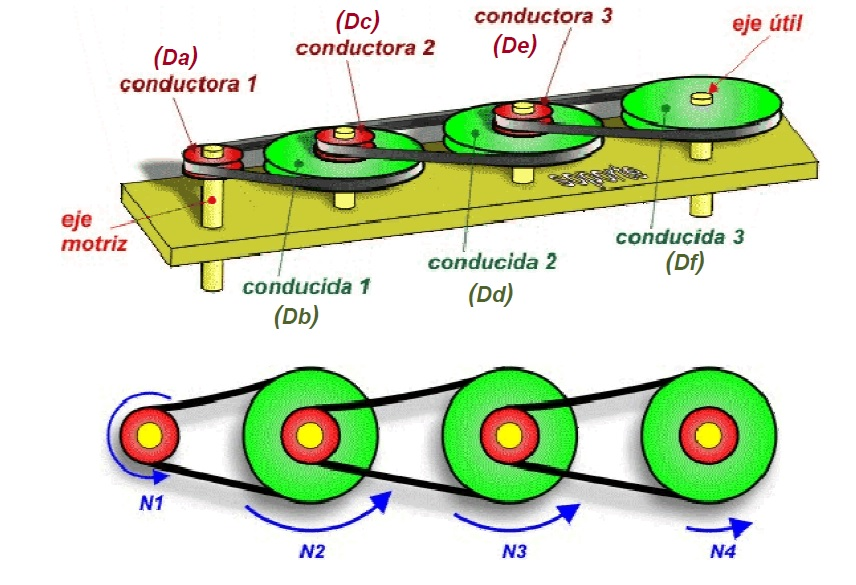 conductora 3
(De)
eje útil
(Dc)
conductora 2
(Da)
conductora 1
soporte
eje
motriz
conducida 1
(Db)
conducida 2
(Dd)
conducida 3
(Df)
N1
N2
N3
N4